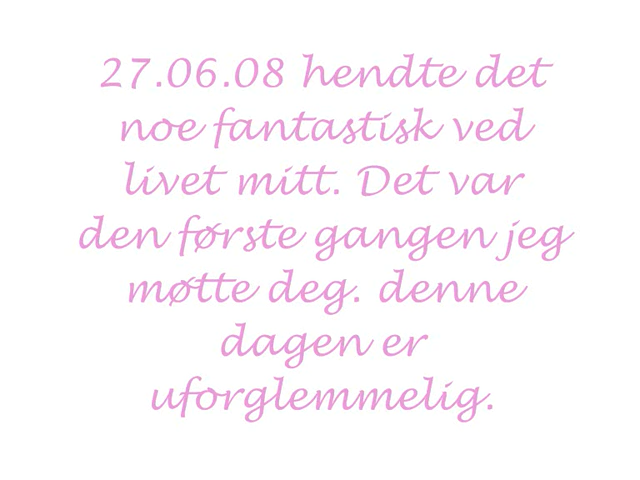 27.06.08 hendte det
noe fantastisk ved
livet mitt. Det var
den første gangen jeg
møtte deg. denne
dagen er
uforglemmelig.